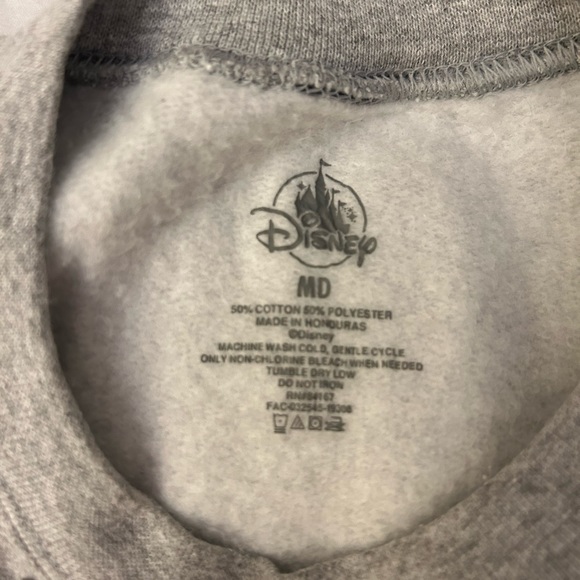 Disney
MD
50% COTTON 50% POLYESTER
MADE IN HONDURAS
©Disney
MACHINE WASH COLD, GENTLE CYCLE
ONLY NON-CHLORINE BLEACH WHEN NEEDED
TUMBLE DRY LOW
DO NOT IRON